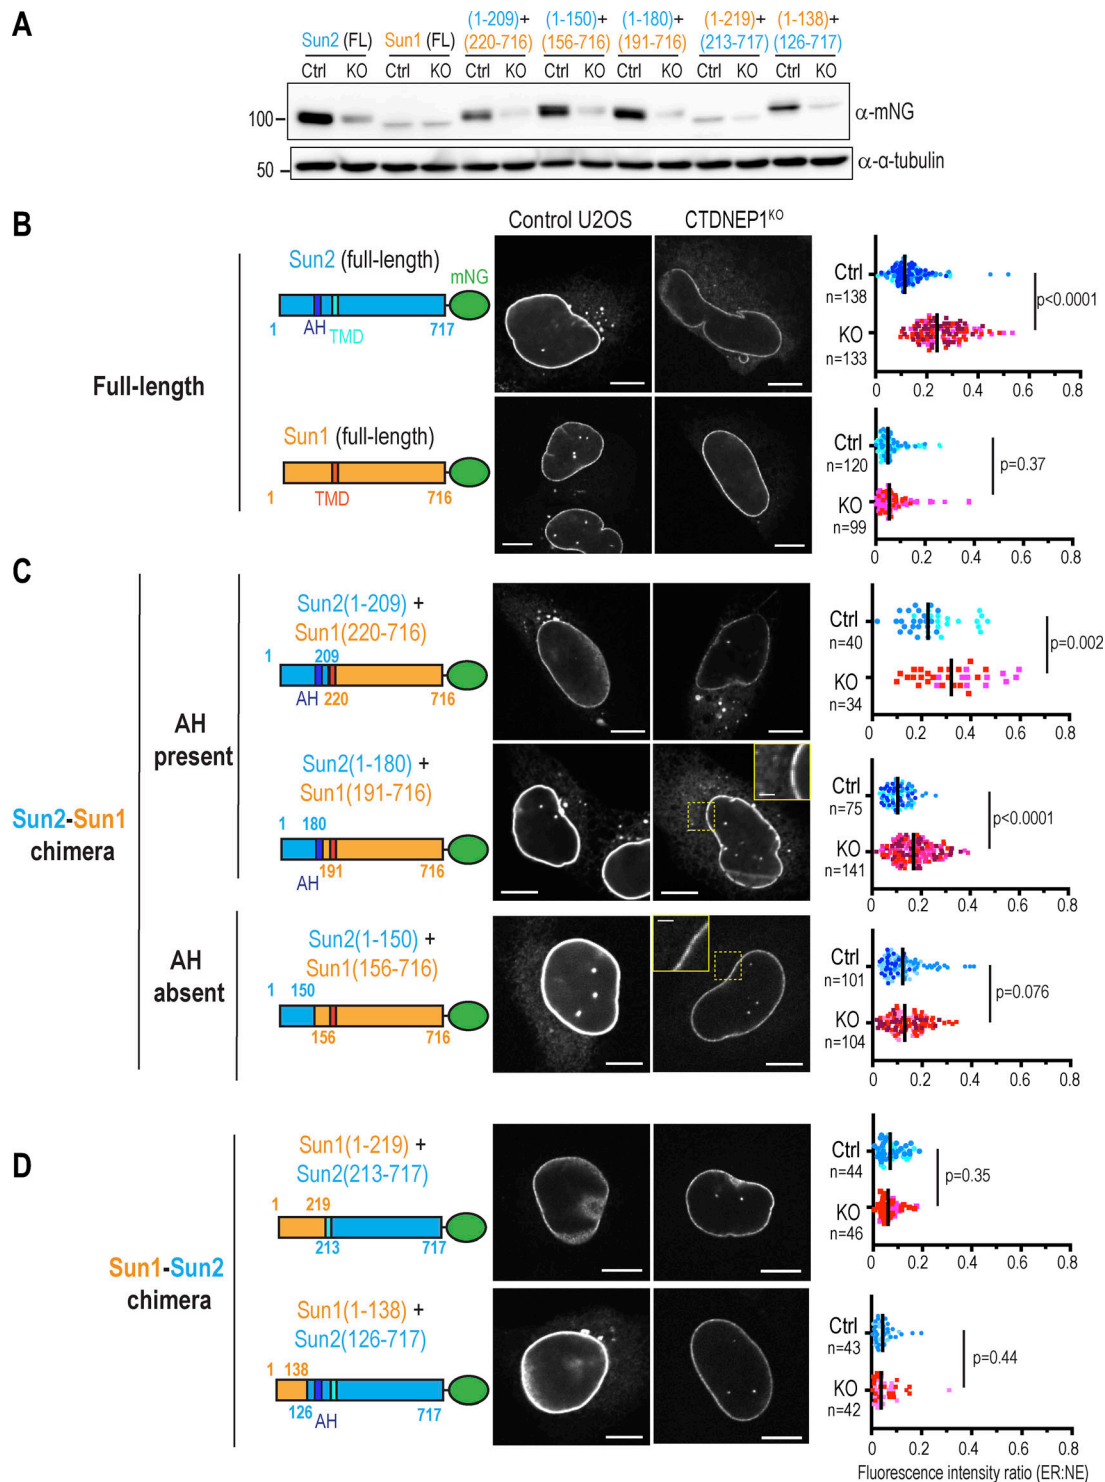 A
Sun2 (FL)
Sun1 (FL)
(1-209)+
(220-716)
(1-150)+
(156-716)
(1-180)+
(191-716)
(1-219)+
(213-717)
(1-138)+
(126-717)
Ctrl KO Ctrl KO Ctrl KO Ctrl KO Ctrl KO Ctrl KO Ctrl KO
100
α-mNG
50
α-α-tubulin
B
Control U2OS
CTDNEP1KO
Full-length
Sun2 (full-length)
mNG
1
AH
TMD
717
Ctrl
n=138
KO
n=133
p<0.0001
0 0.2 0.4 0.6 0.8
Sun1 (full-length)
1
TMD
716
Ctrl
n=120
KO
n=99
p=0.37
0 0.2 0.4 0.6 0.8
C
Sun2-Sun1
chimera
AH
present
Sun2(1-209) +
Sun1(220-716)
1
209
AH
220
716
Ctrl
n=40
KO
n=34
p=0.002
0 0.2 0.4 0.6 0.8
Sun2(1-180) +
Sun1(191-716)
1 180
191
AH
716
Ctrl
n=75
KO
n=141
p<0.0001
0 0.2 0.4 0.6 0.8
AH
absent
Sun2(1-150) +
Sun1(156-716)
1 150
156
716
Ctrl
n=101
KO
n=104
p=0.076
0 0.2 0.4 0.6 0.8
D
Sun1-Sun2
chimera
Sun1(1-219) +
Sun2(213-717)
1 219
213
717
Ctrl
n=44
KO
n=46
p=0.35
0 0.2 0.4 0.6 0.8
Sun1(1-138) +
Sun2(126-717)
1 138
126
AH
717
Ctrl
n=43
KO
n=42
p=0.44
0 0.2 0.4 0.6 0.8
Fluorescence intensity ratio (ER:NE)